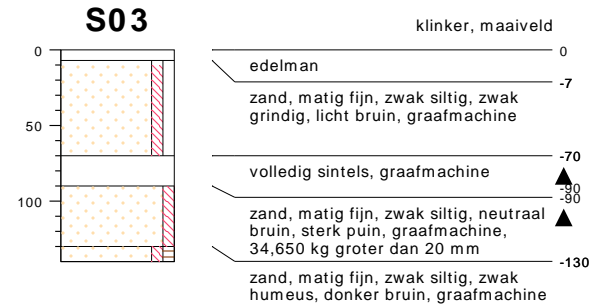 S03
klinker, maaiveld
0
0
edelman
-7
zand, matig fijn, zwak siltig, zwak
grindig, licht bruin, graafmachine
50
-70
volledig sintels, graafmachine
-90
-90
100
zand, matig fijn, zwak siltig, neutraal
bruin, sterk puin, graafmachine,
34,650 kg groter dan 20 mm
-130
zand, matig fijn, zwak siltig, zwak
humeus, donker bruin, graafmachine